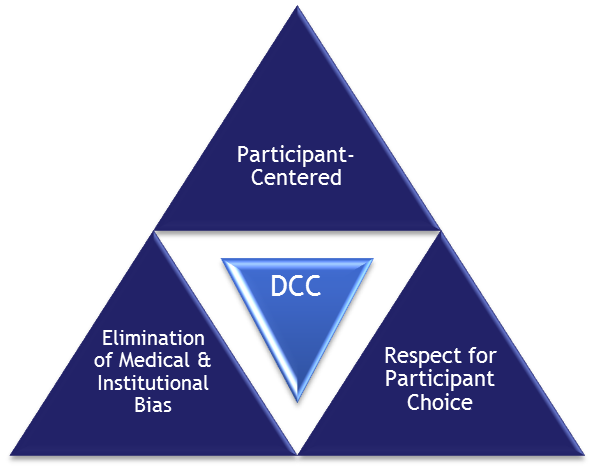 Participant-
Centered
DCC
Elimination
of Medical &
Institutional
Bias
Respect for
Participant
Choice